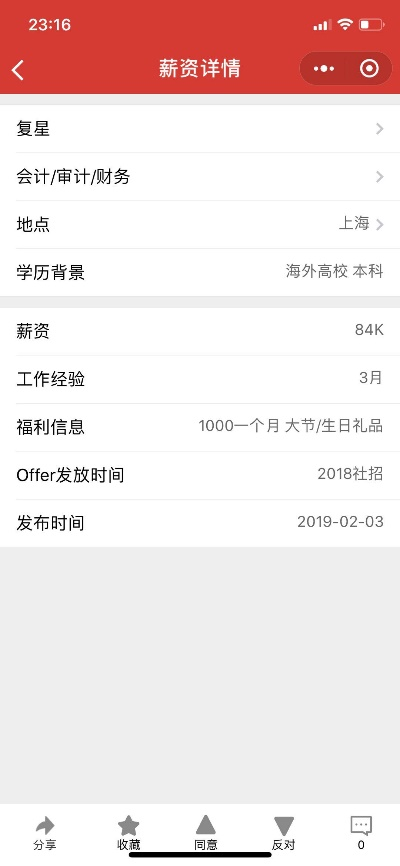 23:16
薪资详情
复星
会计/审计/财务
地点 上海
学历背景 海外高校 本科
薪资 84K
工作经验 3月
福利信息 1000一个月 大节/生日礼品
Offer发放时间 2018社招
发布时间 2019-02-03
分享 收藏 同意 反对 0